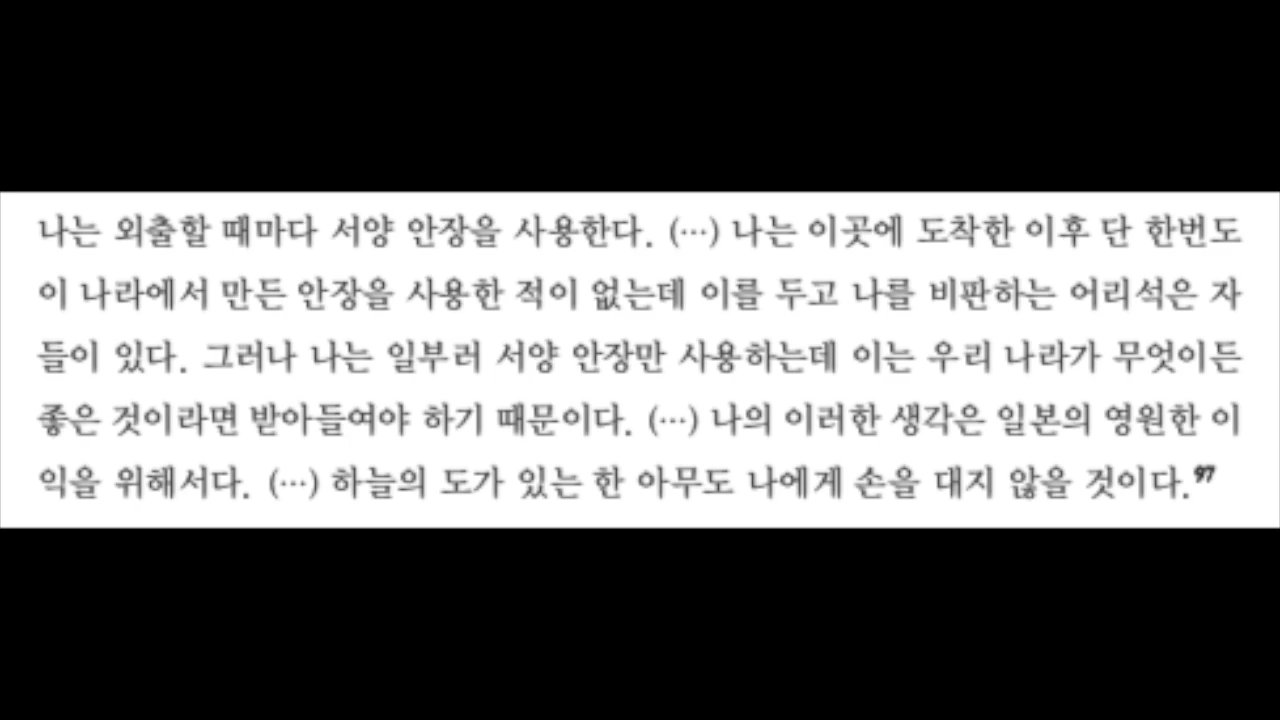 나는 외출할 때마다 서양 안장을 사용한다. (…) 나는 이곳에 도착한 이후 단 한번도
이 나라에서 만든 안장을 사용한 적이 없는데 이를 두고 나를 비판하는 어리석은 자
들이 있다. 그러나 나는 일부러 서양 안장만 사용하는데 이는 우리 나라가 무엇이든
좋은 것이라면 받아들여야 하기 때문이다. (…) 나의 이러한 생각은 일본의 영원한 이
익을 위해서다. (…) 하늘의 도가 있는 한 아무도 나에게 손을 대지 않을 것이다.97